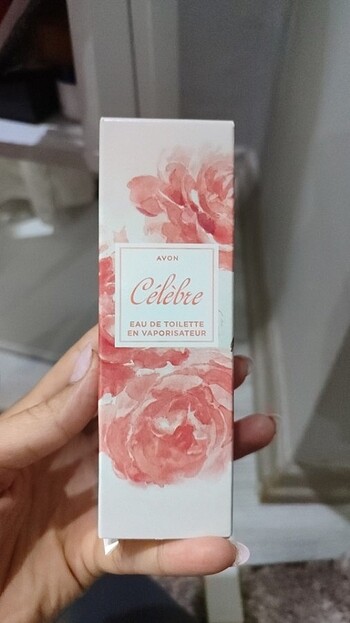 AVON
Célèbre
EAU DE TOILETTE
EN VAPORISATEUR